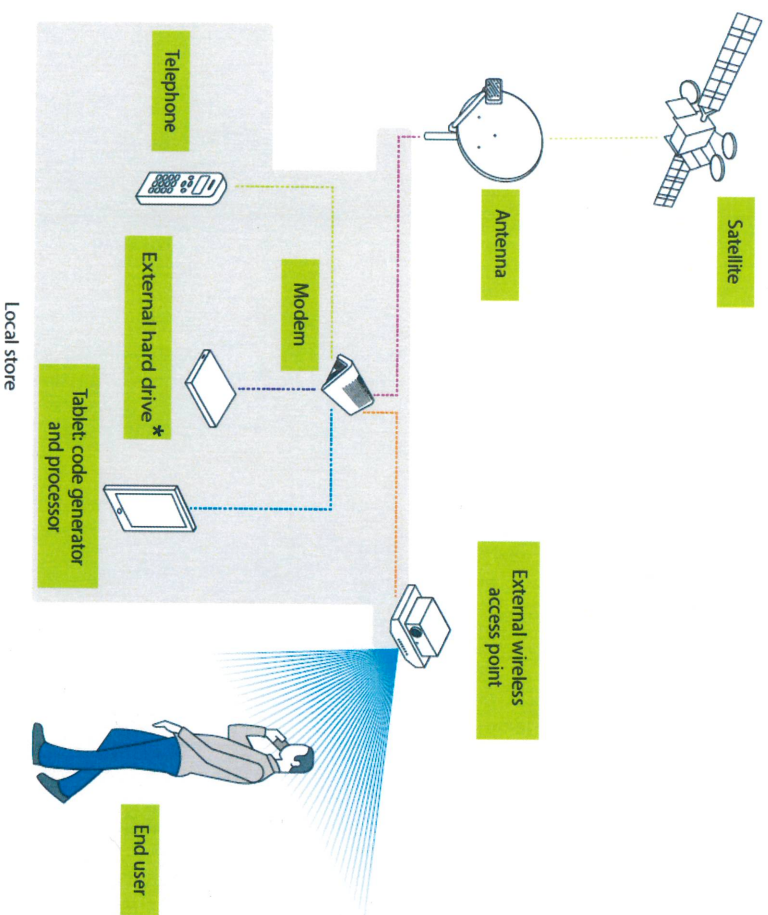 Satellite
Antenna
External wireless
access point
Modem
Telephone
External hard drive*
Tablet: code generator
and processor
End user
Local store